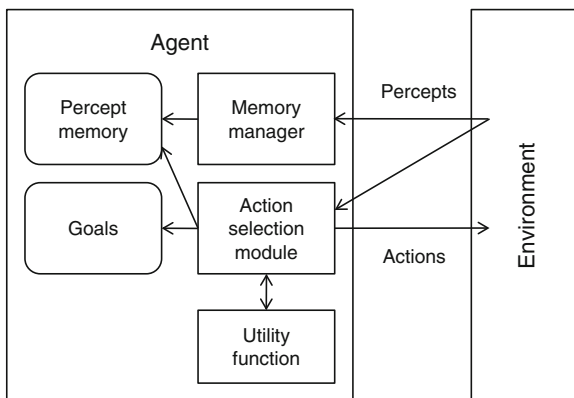 Agent
Percept
memory
Memory
manager
Percepts
Goals
Action
selection
module
Actions
Utility
function
Environment